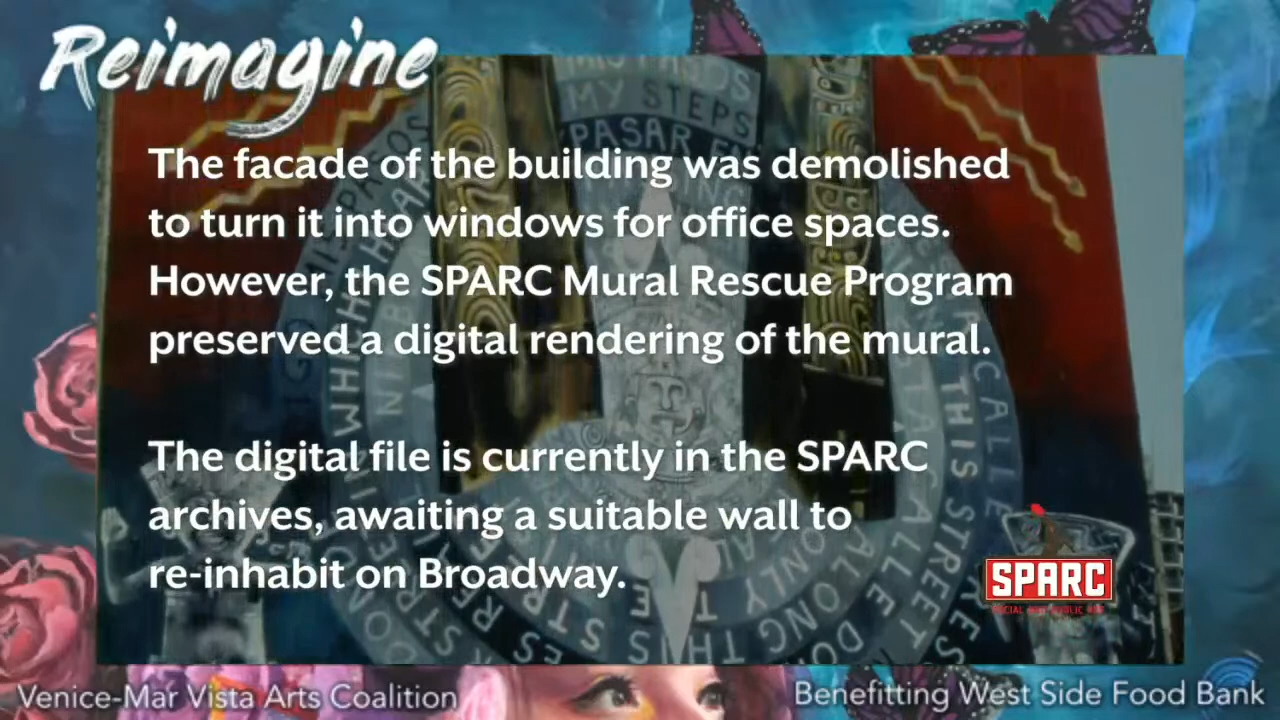 Reimagine
MY STEPS
PASAR
The facade of the building was demolished
to turn it into windows for office spaces.
However, the SPARC Mural Rescue Program
preserved a digital rendering of the mural.
The digital file is currently in the SPARC
archives, awaiting a suitable wall to
re-inhabit on Broadway.
THIS STREET
CALLE
ONLY
ALONG THIS
SPARC
Venice-Mar Vista Arts Coalition
Benefitting West Side Food Bank